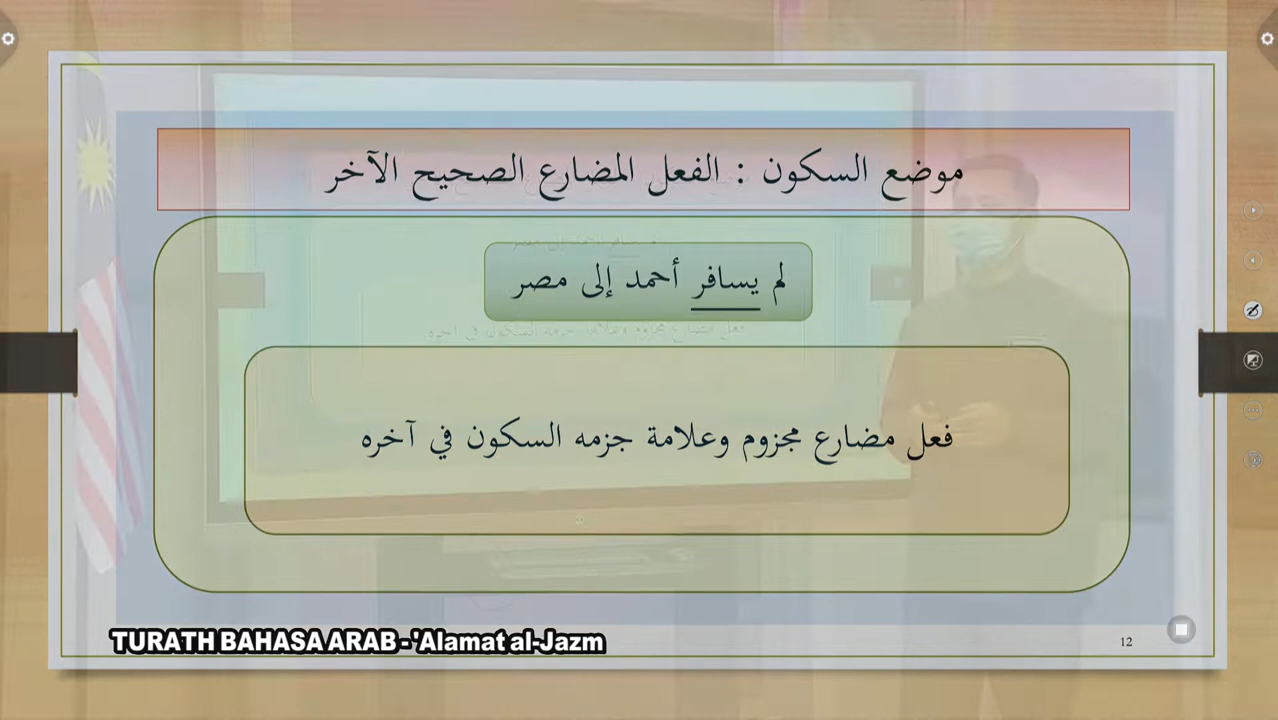 موضع السكون : الفعل المضارع الصحيح الآخر
لم يسافر أحمد إلى مصر
فعل مضارع مجزوم وعلامة جزمه السكون في آخره
TURATH BAHASA ARAB - 'Alamat al-Jazm
12